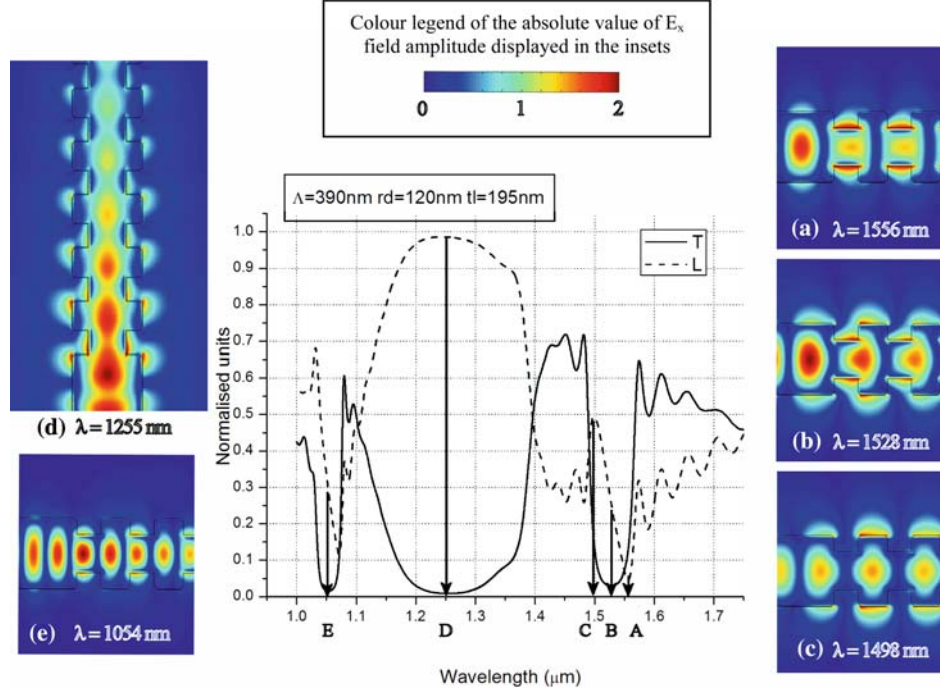 Colour legend of the absolute value of Ex
field amplitude displayed in the insets
0 1 2
(d) λ=1255 nm
(e) λ=1054 nm
(a) λ=1556 nm
(b) λ=1528 nm
(c) λ=1498 nm
Λ=390nm rd=120nm tl=195nm
T
L
Normalised units
1.0
0.9
0.8
0.7
0.6
0.5
0.4
0.3
0.2
0.1
0.0
1.0 1.1 1.2 1.3 1.4 1.5 1.6 1.7
E D C B A
Wavelength (μm)